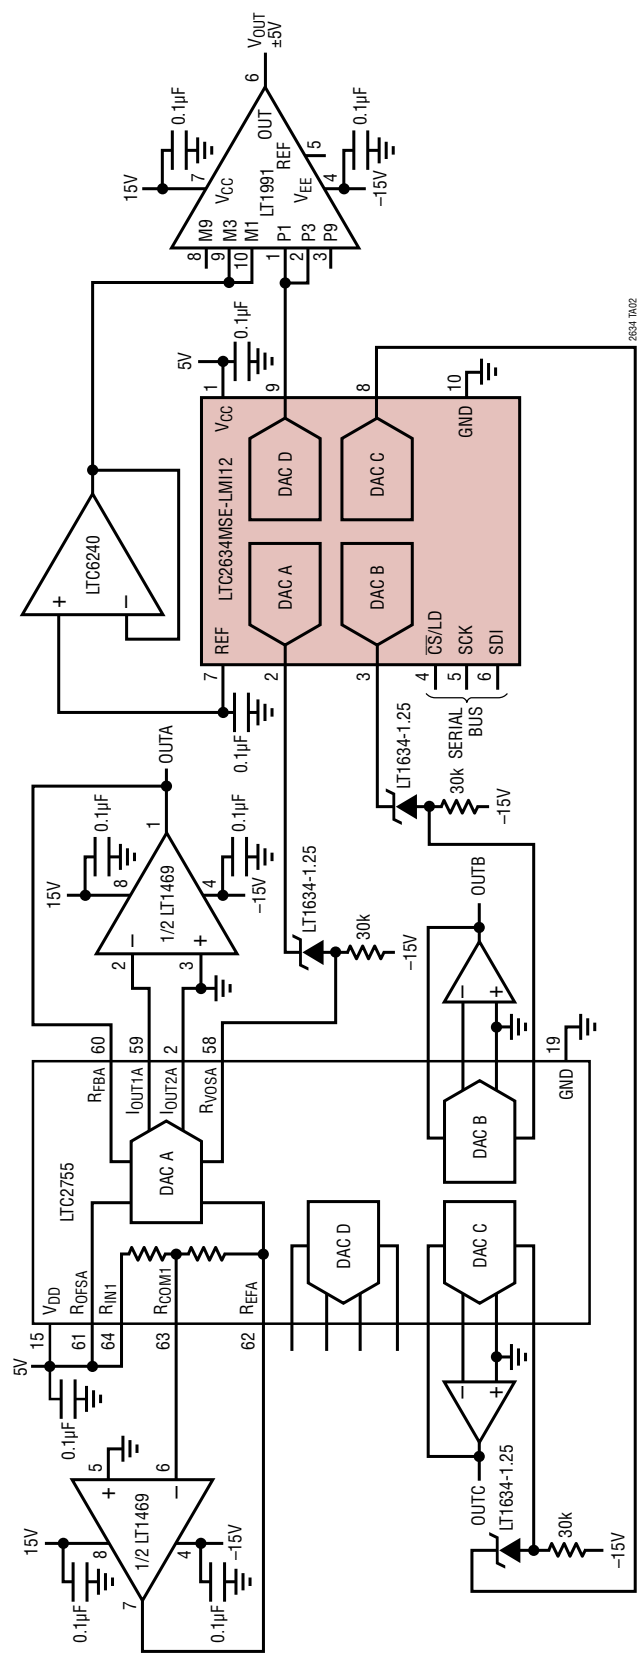 5V
0.1µF
15
VDD
61
ROFSA
64
RIN1
63
RCOM1
62
REFA
LTC2755
DAC A
RFBA
60
IOUT1A
59
IOUT2A
2
RVOSA
58
15V
0.1µF
8
5
+
6
–
1/2 LT1469
7
4
0.1µF
–15V
15V
0.1µF
8
2
–
3
+
1/2 LT1469
1
OUTA
4
0.1µF
–15V
LT1634-1.25
30k
–15V
DAC D
DAC C
–
+
OUTC
LT1634-1.25
30k
–15V
DAC B
–
+
OUTB
GND
19
LT1634-1.25
30k
–15V
+
–
LTC6240
0.1µF
7
REF
LTC2634MSE-LMI12
VCC
1
5V
0.1µF
2
DAC A
DAC D
9
3
DAC B
DAC C
8
4
CS/LD
5
SCK
6
SDI
SERIAL
BUS
GND
10
15V
0.1µF
7
VCC
8
M9
9
M3
10
M1
1
P1
2
P3
3
P9
LT1991
OUT
6
VOUT
±5V
REF
5
VEE
4
0.1µF
–15V
2634 TA02